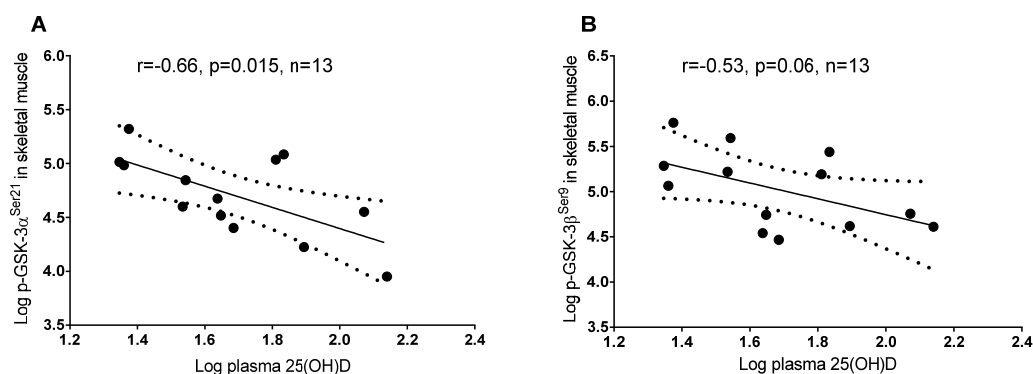 A
Log p-GSK-3α^Ser21 in skeletal muscle
r=-0.66, p=0.015, n=13
6.0
5.5
5.0
4.5
4.0
3.5
1.2 1.4 1.6 1.8 2.0 2.2 2.4
Log plasma 25(OH)D
B
Log p-GSK-3β^Ser9 in skeletal muscle
r=-0.53, p=0.06, n=13
6.5
6.0
5.5
5.0
4.5
4.0
3.5
1.2 1.4 1.6 1.8 2.0 2.2 2.4
Log plasma 25(OH)D